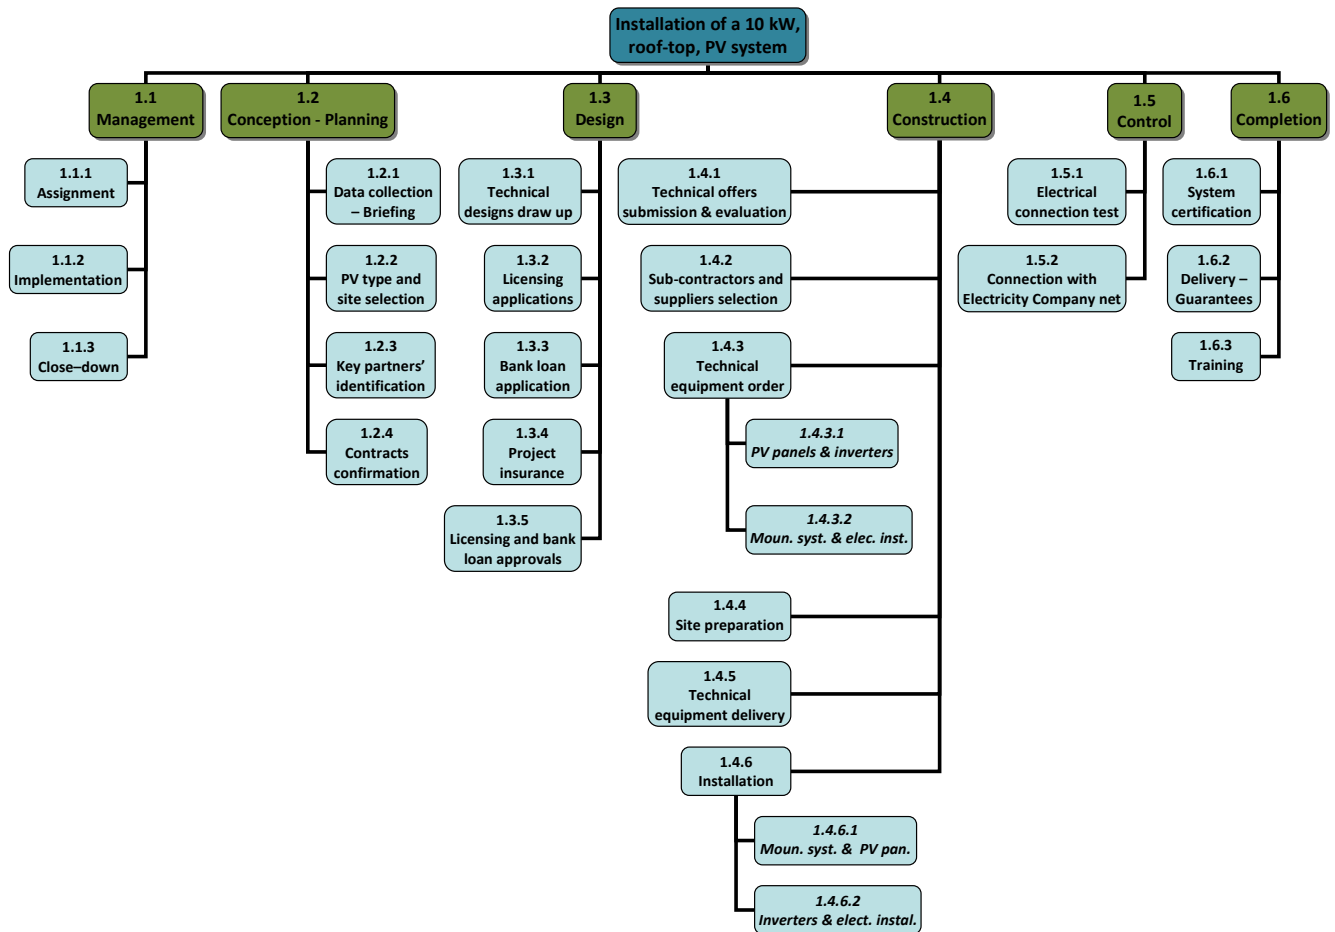 Installation of a 10 kW,
roof-top, PV system
1.1
Management
1.2
Conception - Planning
1.3
Design
1.4
Construction
1.5
Control
1.6
Completion
1.1.1
Assignment
1.1.2
Implementation
1.1.3
Close–down
1.2.1
Data collection
– Briefing
1.2.2
PV type and
site selection
1.2.3
Key partners’
identification
1.2.4
Contracts
confirmation
1.3.1
Technical
designs draw up
1.3.2
Licensing
applications
1.3.3
Bank loan
application
1.3.4
Project
insurance
1.3.5
Licensing and bank
loan approvals
1.4.1
Technical offers
submission & evaluation
1.4.2
Sub-contractors and
suppliers selection
1.4.3
Technical
equipment order
1.4.3.1
PV panels & inverters
1.4.3.2
Moun. syst. & elec. inst.
1.4.4
Site preparation
1.4.5
Technical
equipment delivery
1.4.6
Installation
1.4.6.1
Moun. syst. & PV pan.
1.4.6.2
Inverters & elect. instal.
1.5.1
Electrical
connection test
1.5.2
Connection with
Electricity Company net
1.6.1
System
certification
1.6.2
Delivery –
Guarantees
1.6.3
Training